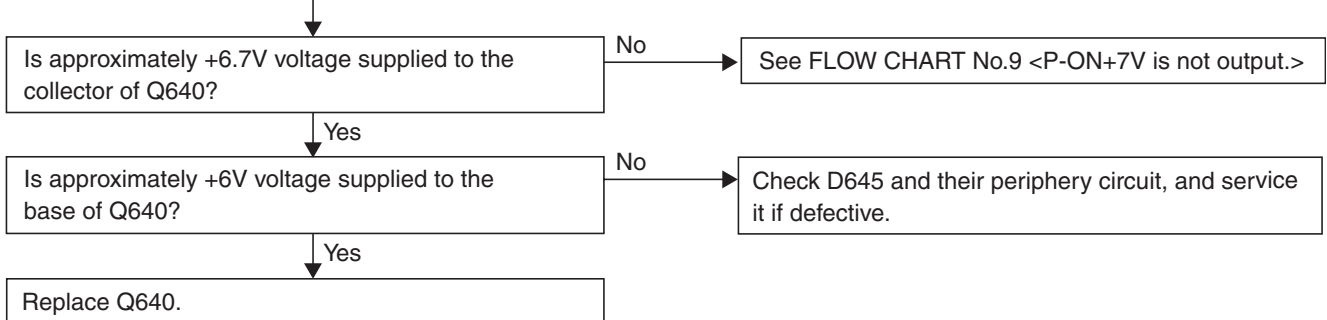 Is approximately +6.7V voltage supplied to the
collector of Q640?
No
See FLOW CHART No.9 <P-ON+7V is not output.>
Yes
Is approximately +6V voltage supplied to the
base of Q640?
No
Check D645 and their periphery circuit, and service
it if defective.
Yes
Replace Q640.